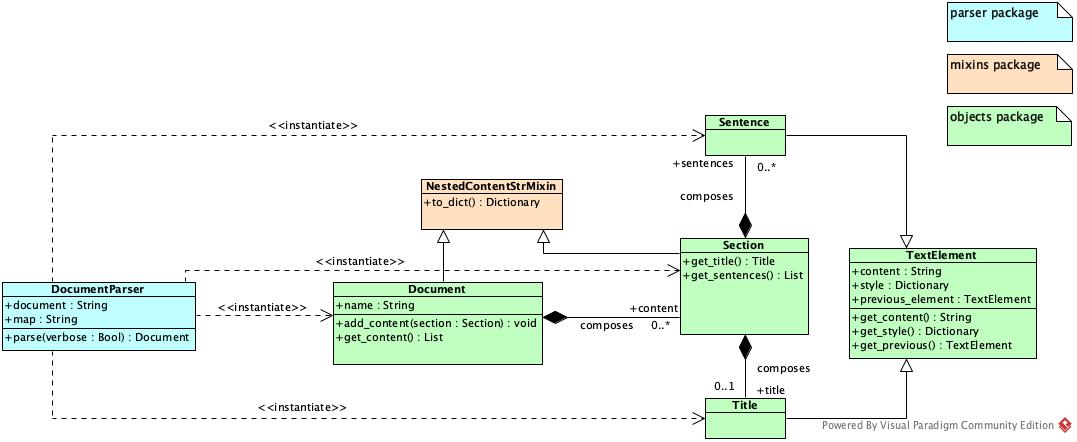 parser package
mixins package
objects package
<<instantiate>>
Sentence
+sentences
0..*
composes
NestedContentStrMixin
+to_dict() : Dictionary
Section
+get_title() : Title
+get_sentences() : List
TextElement
+content : String
+style : Dictionary
+previous_element : TextElement
+get_content() : String
+get_style() : Dictionary
+get_previous() : TextElement
<<instantiate>>
DocumentParser
+document : String
+map : String
+parse(verbose : Bool) : Document
<<instantiate>>
Document
+name : String
+add_content(section : Section) : void
+get_content() : List
+content
composes
0..*
composes
0..1
+title
<<instantiate>>
Title
Powered By Visual Paradigm Community Edition